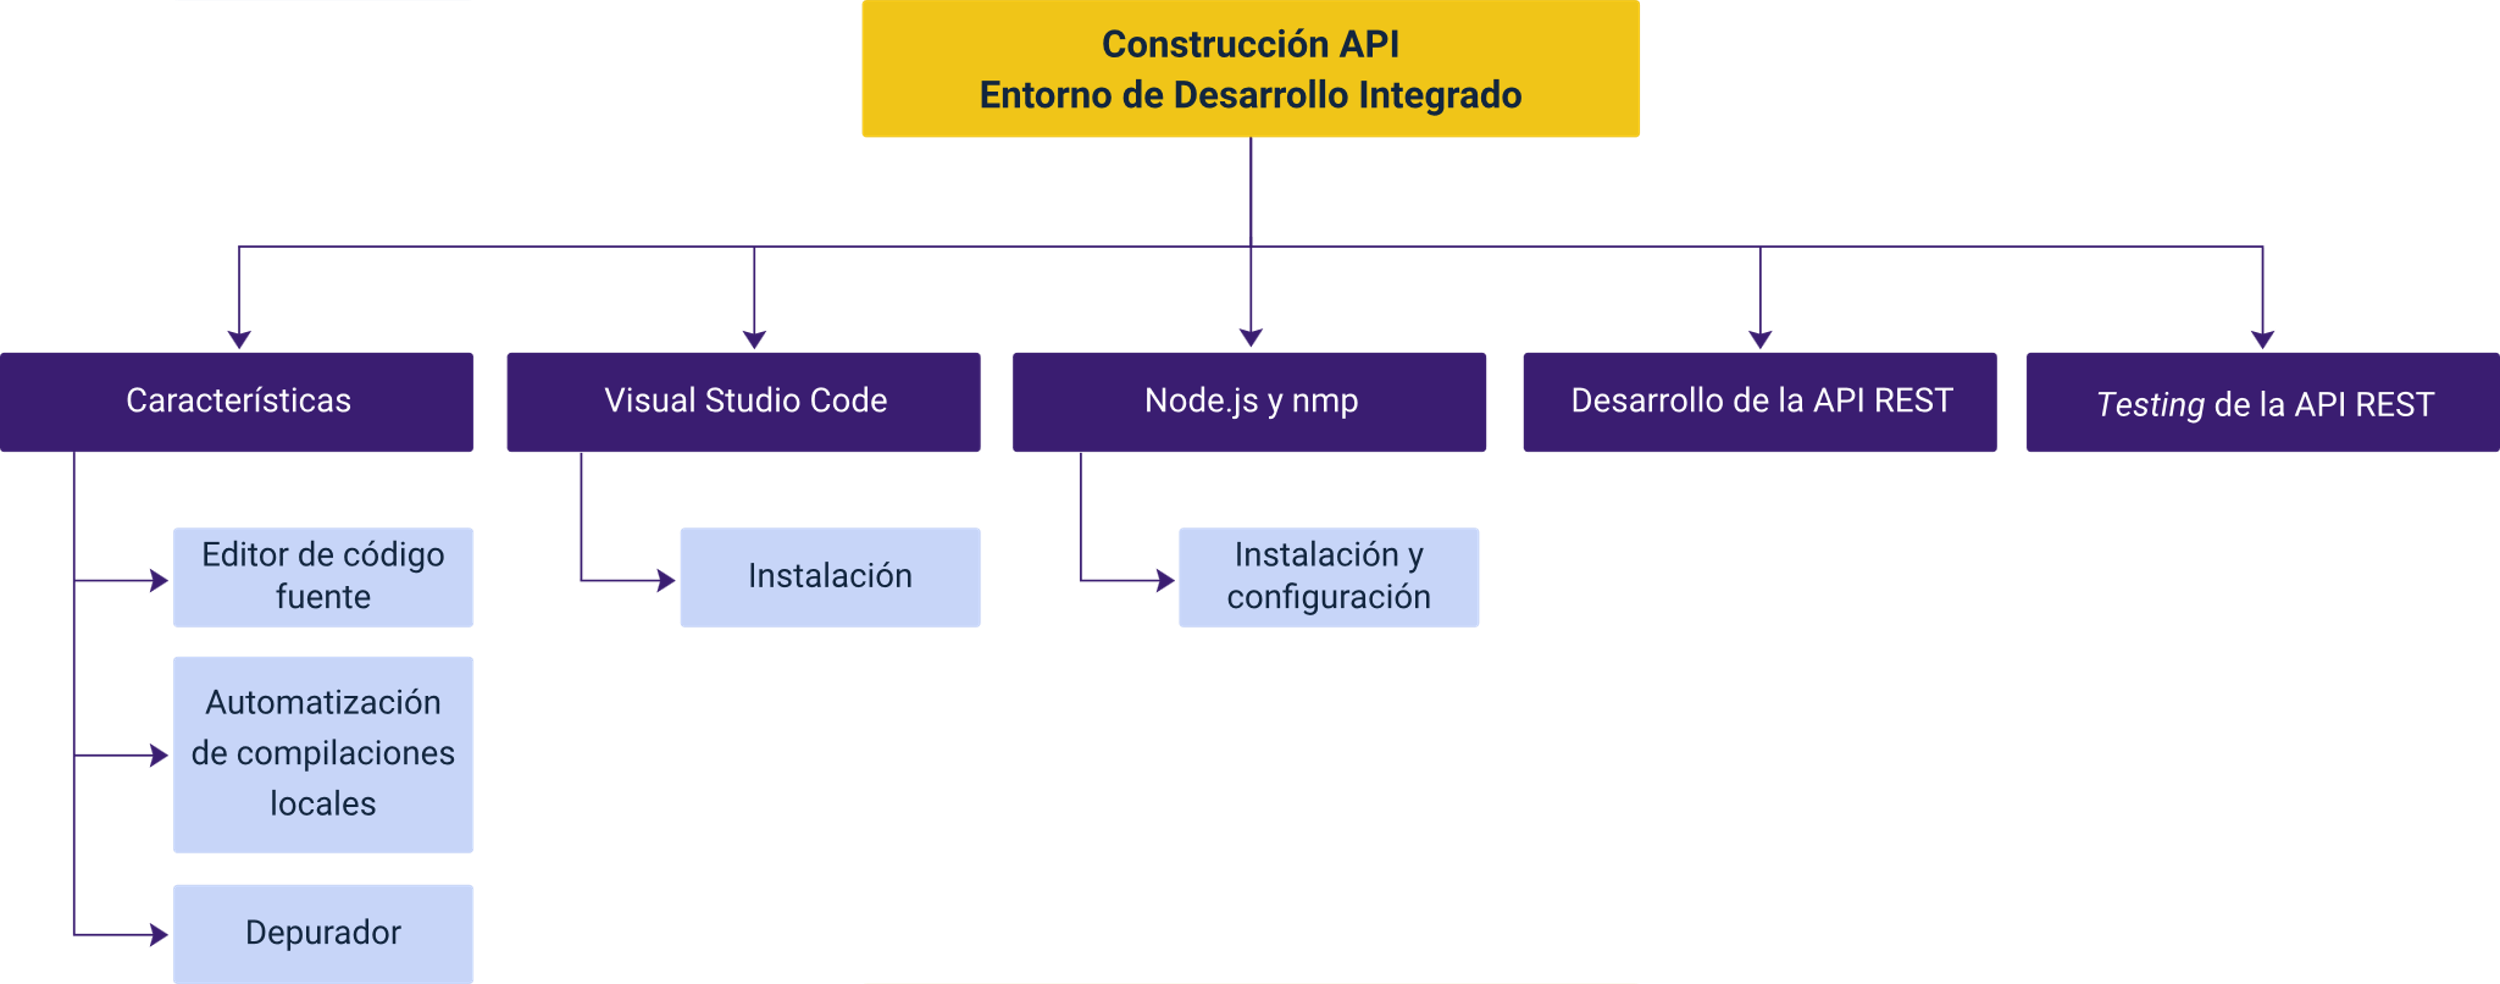 Construcción API
Entorno de Desarrollo Integrado
Características
Visual Studio Code
Node.js y nmp
Desarrollo de la API REST
Testing de la API REST
Editor de código
fuente
Automatización
de compilaciones
locales
Depurador
Instalación
Instalación y
configuración